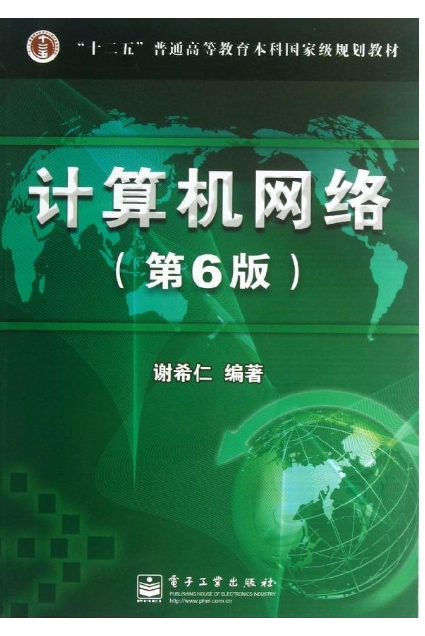 “十二五”普通高等教育本科国家级规划教材
计算机网络
（第6版）
谢希仁 编著
电子工业出版社
PUBLISHING HOUSE OF ELECTRONICS INDUSTRY
http://www.phei.com.cn